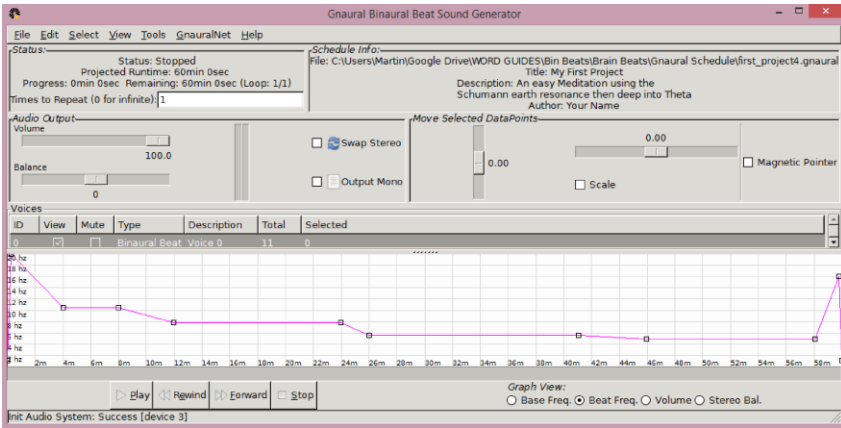 Gnaural Binaural Beat Sound Generator
File Edit Select View Tools GnauralNet Help
Status:
Status: Stopped
Projected Runtime: 60min 0sec
Progress: 0min 0sec Remaining: 60min 0sec (Loop: 1/1)
Times to Repeat (0 for infinite): 1
Schedule Info:
File: C:\Users\Martin\Google Drive\WORD GUIDES\Bin Beats\Brain Beats\Gnaural Schedule\first_project4.gnaural
Title: My First Project
Description: An easy Meditation using the
Schumann earth resonance then deep into Theta
Author: Your Name
Audio Output
Volume
100.0
Balance
0
Swap Stereo
Output Mono
Move Selected DataPoints
0.00
0.00
Scale
Magnetic Pointer
Voices
ID View Mute Type Description Total Selected
0 Binaural Beat Voice 0 11 0
20 hz
18 hz
16 hz
14 hz
12 hz
10 hz
8 hz
hz
4 hz
hz
2m 4m 6m 8m 10m 12m 14m 16m 18m 20m 22m 24m 26m 28m 30m 32m 34m 36m 38m 40m 42m 44m 46m 48m 50m 52m 54m 56m 58m
Play Rewind Forward Stop
Graph View:
Base Freq. Beat Freq. Volume Stereo Bal.
Init Audio System: Success [device 3]